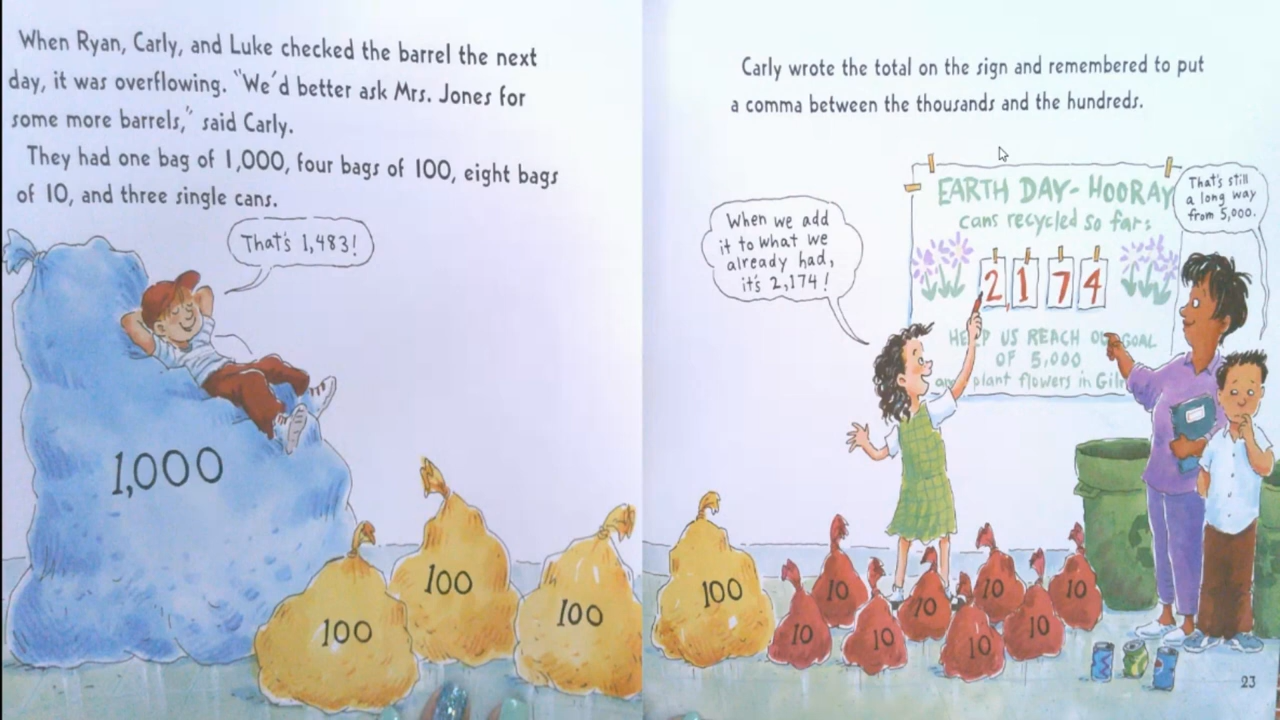 When Ryan, Carly, and Luke checked the barrel the next
day, it was overflowing. "We'd better ask Mrs. Jones for
some more barrels," said Carly.
They had one bag of 1,000, four bags of 100, eight bags
of 10, and three single cans.
That's 1,483!
1,000
100
100
100
Carly wrote the total on the sign and remembered to put
a comma between the thousands and the hundreds.
When we add
it to what we
already had,
it's 2,174!
EARTH DAY-HOORAY
cans recycled so far:
2,174
HELP US REACH OUR GOAL
OF 5,000
plant flowers in
That's still
a long way
from 5,000.
100
10
10
10
10
10
10
10
10
23